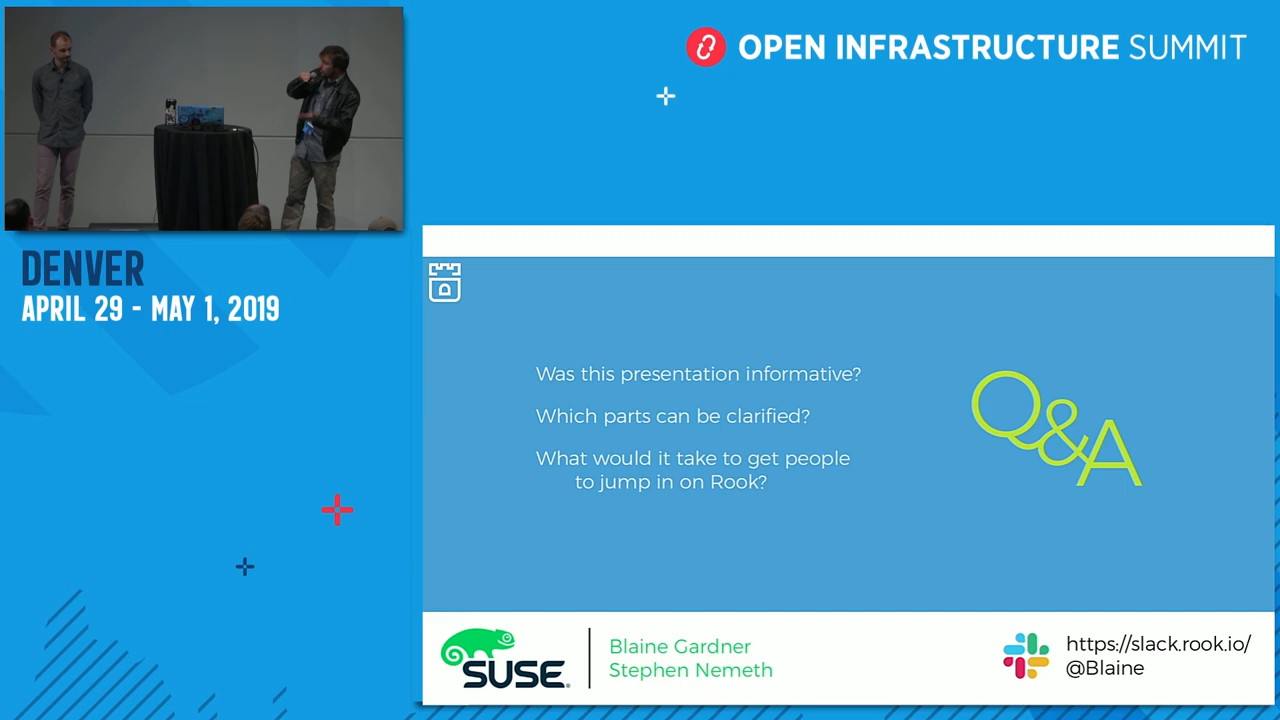 OPEN INFRASTRUCTURE SUMMIT
DENVER
APRIL 29 - MAY 1, 2019
Was this presentation informative?
Which parts can be clarified?
What would it take to get people
to jump in on Rook?
Q&A
SUSE
Blaine Gardner
Stephen Nemeth
https://slack.rook.io/
@Blaine